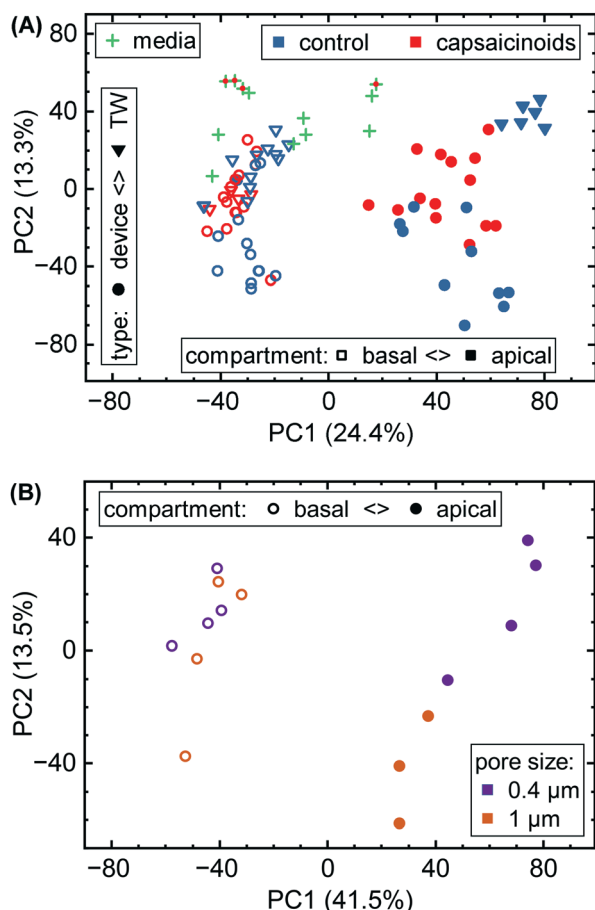 (A)
media
control
capsaicinoids
80
40
0
−40
−80
PC2 (13.3%)
type: ● device <> ▼ TW
compartment: basal <> apical
−80 −40 0 40 80
PC1 (24.4%)
(B)
compartment: basal <> apical
40
0
−40
PC2 (13.5%)
pore size:
0.4 µm
1 µm
−80 −40 0 40 80
PC1 (41.5%)